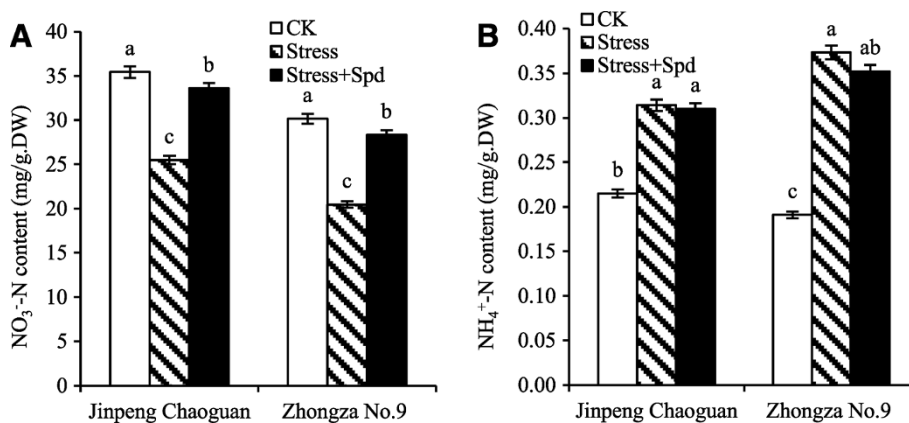 A
NO₃⁻-N content (mg/g.DW)
40
35
30
25
20
15
10
5
0
CK
Stress
Stress+Spd
a
c
b
a
c
b
Jinpeng Chaoguan
Zhongza No.9
B
NH₄⁺-N content (mg/g.DW)
0.40
0.35
0.30
0.25
0.20
0.15
0.10
0.05
0.00
CK
Stress
Stress+Spd
b
a
a
c
a
ab
Jinpeng Chaoguan
Zhongza No.9